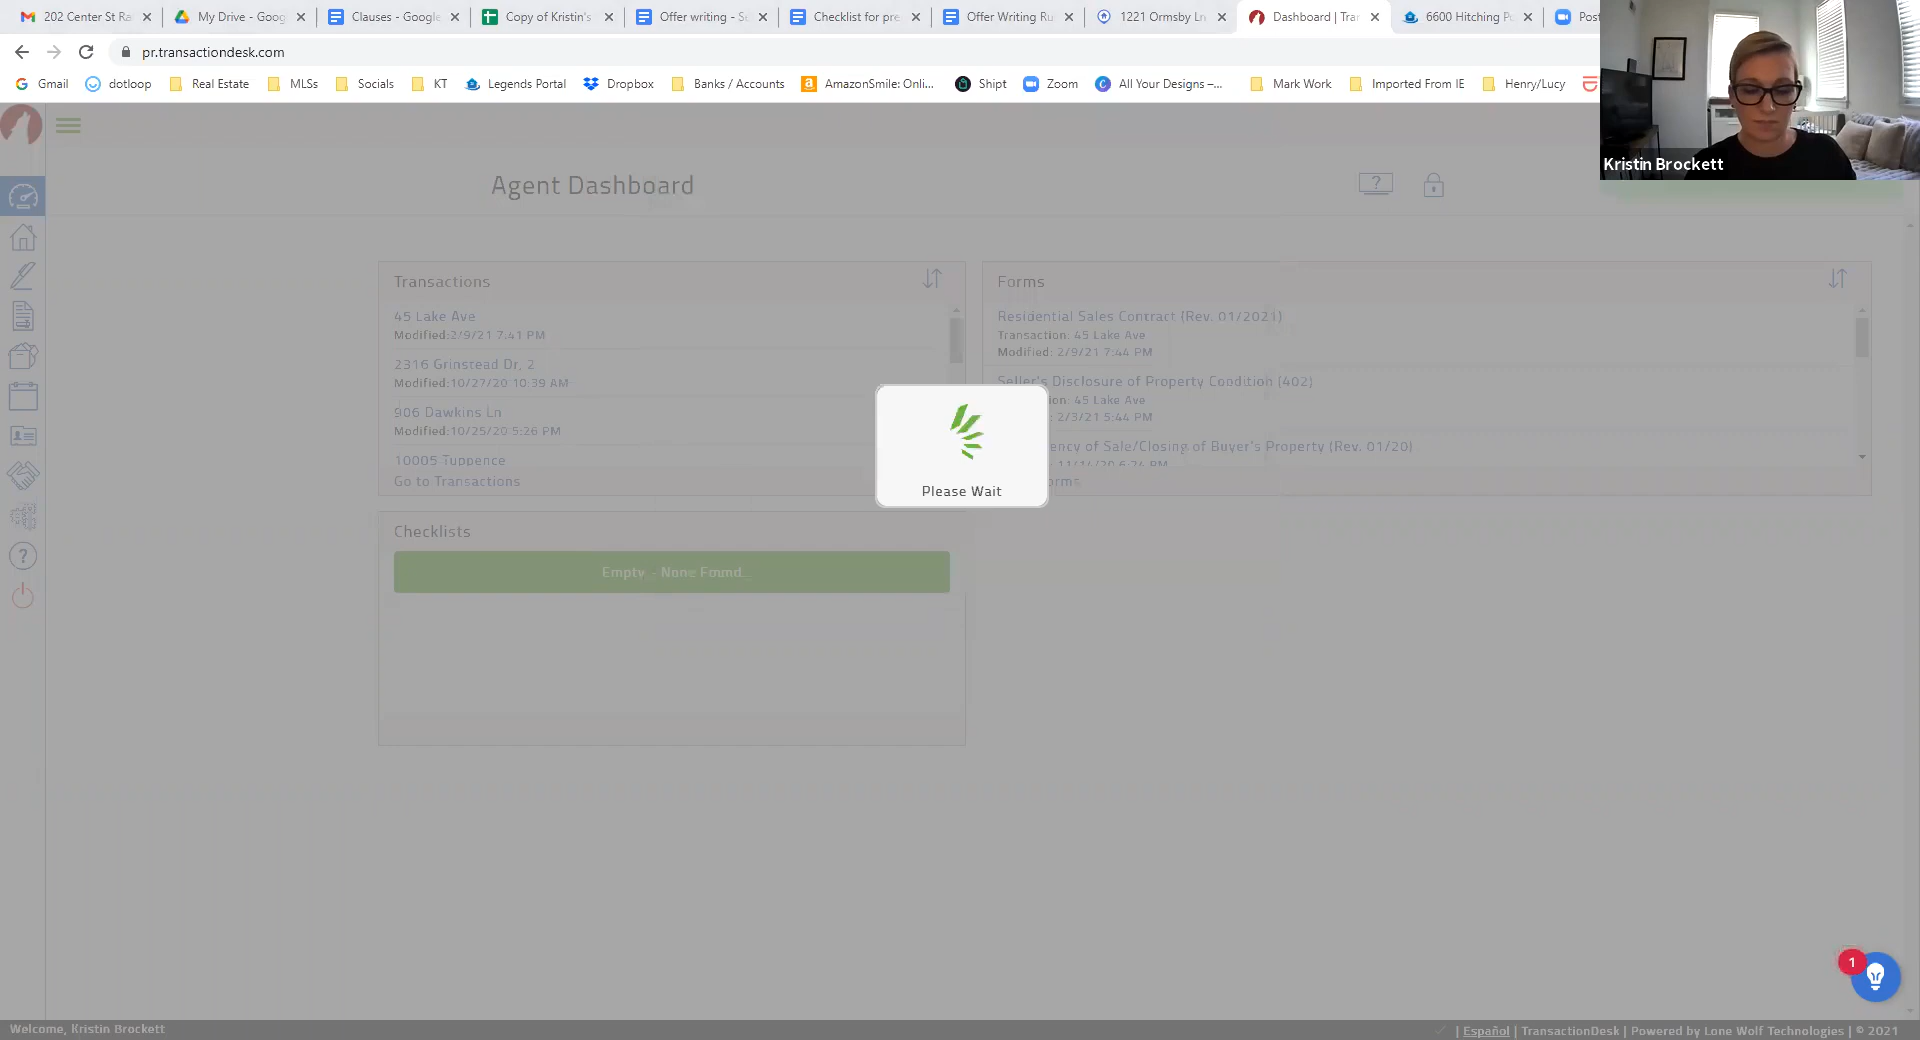 202 Center St Ra
My Drive - Goog
Clauses - Google
Copy of Kristin's
Offer writing - S
Checklist for pre
Offer Writing Ru
1221 Ormsby Ln
Dashboard | Tra
6600 Hitching Po
Pos
pr.transactiondesk.com
Gmail
dotloop
Real Estate
MLSs
Socials
KT
Legends Portal
Dropbox
Banks / Accounts
AmazonSmile: Onli...
Shipt
Zoom
All Your Designs –...
Mark Work
Imported From IE
Henry/Lucy
Kristin Brockett
Agent Dashboard
Transactions
45 Lake Ave
Modified:2/9/21 7:41 PM
2316 Grinstead Dr, 2
Modified:10/27/20 10:39 AM
906 Dawkins Ln
Modified:10/25/20 5:26 PM
10005 Tuppence
Go to Transactions
Forms
Residential Sales Contract (Rev. 01/2021)
Transaction: 45 Lake Ave
Modified: 2/9/21 7:44 PM
Seller's Disclosure of Property Condition (402)
ion: 45 Lake Ave
: 2/3/21 5:44 PM
ency of Sale/Closing of Buyer's Property (Rev. 01/20)
: 11/14/20 6:24 PM
orms
Please Wait
Checklists
Empty - None Found...
1
Welcome, Kristin Brockett
| Español | TransactionDesk | Powered by Lone Wolf Technologies | © 2021